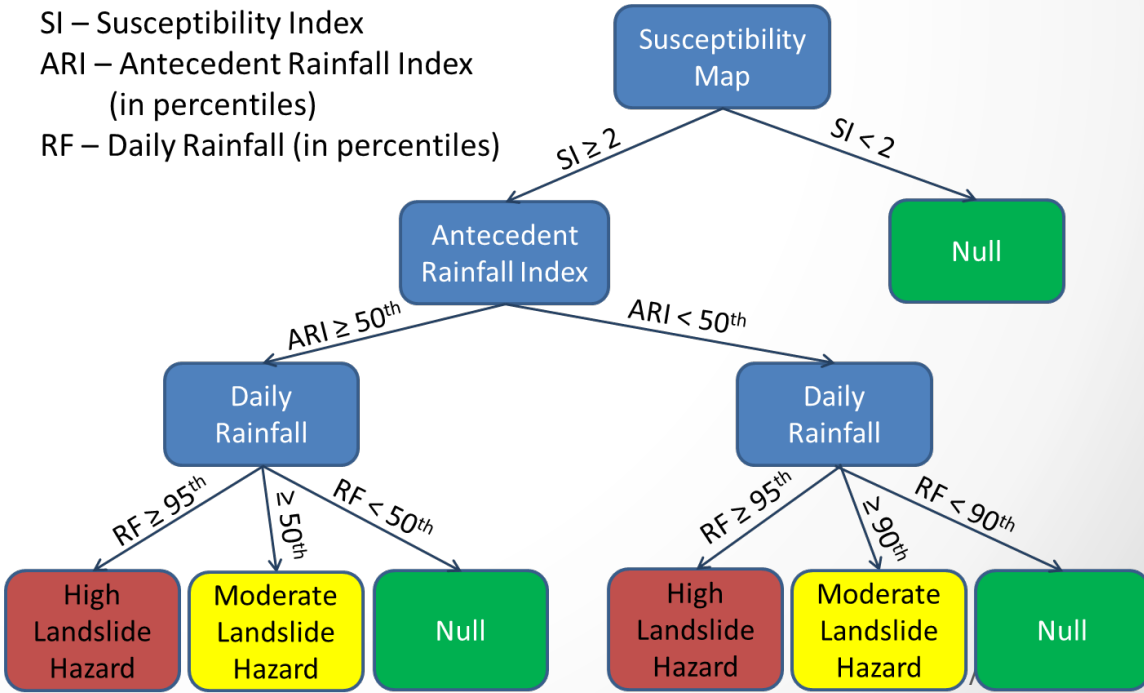 SI – Susceptibility Index
ARI – Antecedent Rainfall Index
(in percentiles)
RF – Daily Rainfall (in percentiles)
Susceptibility
Map
SI ≥ 2
SI < 2
Antecedent
Rainfall Index
Null
ARI ≥ 50th
ARI < 50th
Daily
Rainfall
Daily
Rainfall
RF ≥ 95th
≥ 50th
RF < 50th
RF ≥ 95th
≥ 90th
RF < 90th
High
Landslide
Hazard
Moderate
Landslide
Hazard
Null
High
Landslide
Hazard
Moderate
Landslide
Hazard
Null